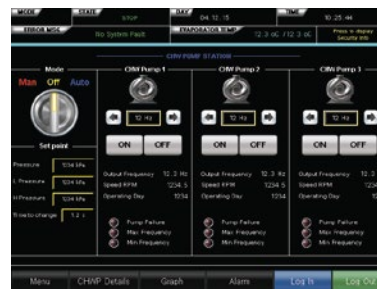 MODE STATE STOP DAY 04. 12. 15 TIME 10. 25. 44
ERROR MSG No System Fault EVAPORATOR TEMP 12.3 oC /12.3 oC Press to display
Security Info
CHW PUMP STATION
Mode
Man Off Auto
Set point
Pressure 1234 kPa
L Pressure 1234 kPa
H Pressure 1234 kPa
Time to change 1.2 s
CHW Pump 1
12 Hz
ON OFF
Output Frequency 12.3 Hz
Speed RPM 1234.5
Operating Day 1234
Pump Failure
Max Frequency
Min Frequency
CHW Pump 2
12 Hz
ON OFF
Output Frequency 12.3 Hz
Speed RPM 1234.5
Operating Day 1234
Pump Failure
Max Frequency
Min Frequency
CHW Pump 3
12 Hz
ON OFF
Output Frequency 12.3
Speed RPM 1234
Operating Day 123
Pump Failure
Max Frequency
Min Frequency
Menu CHWP Details Graph Alarm Log In Log Out